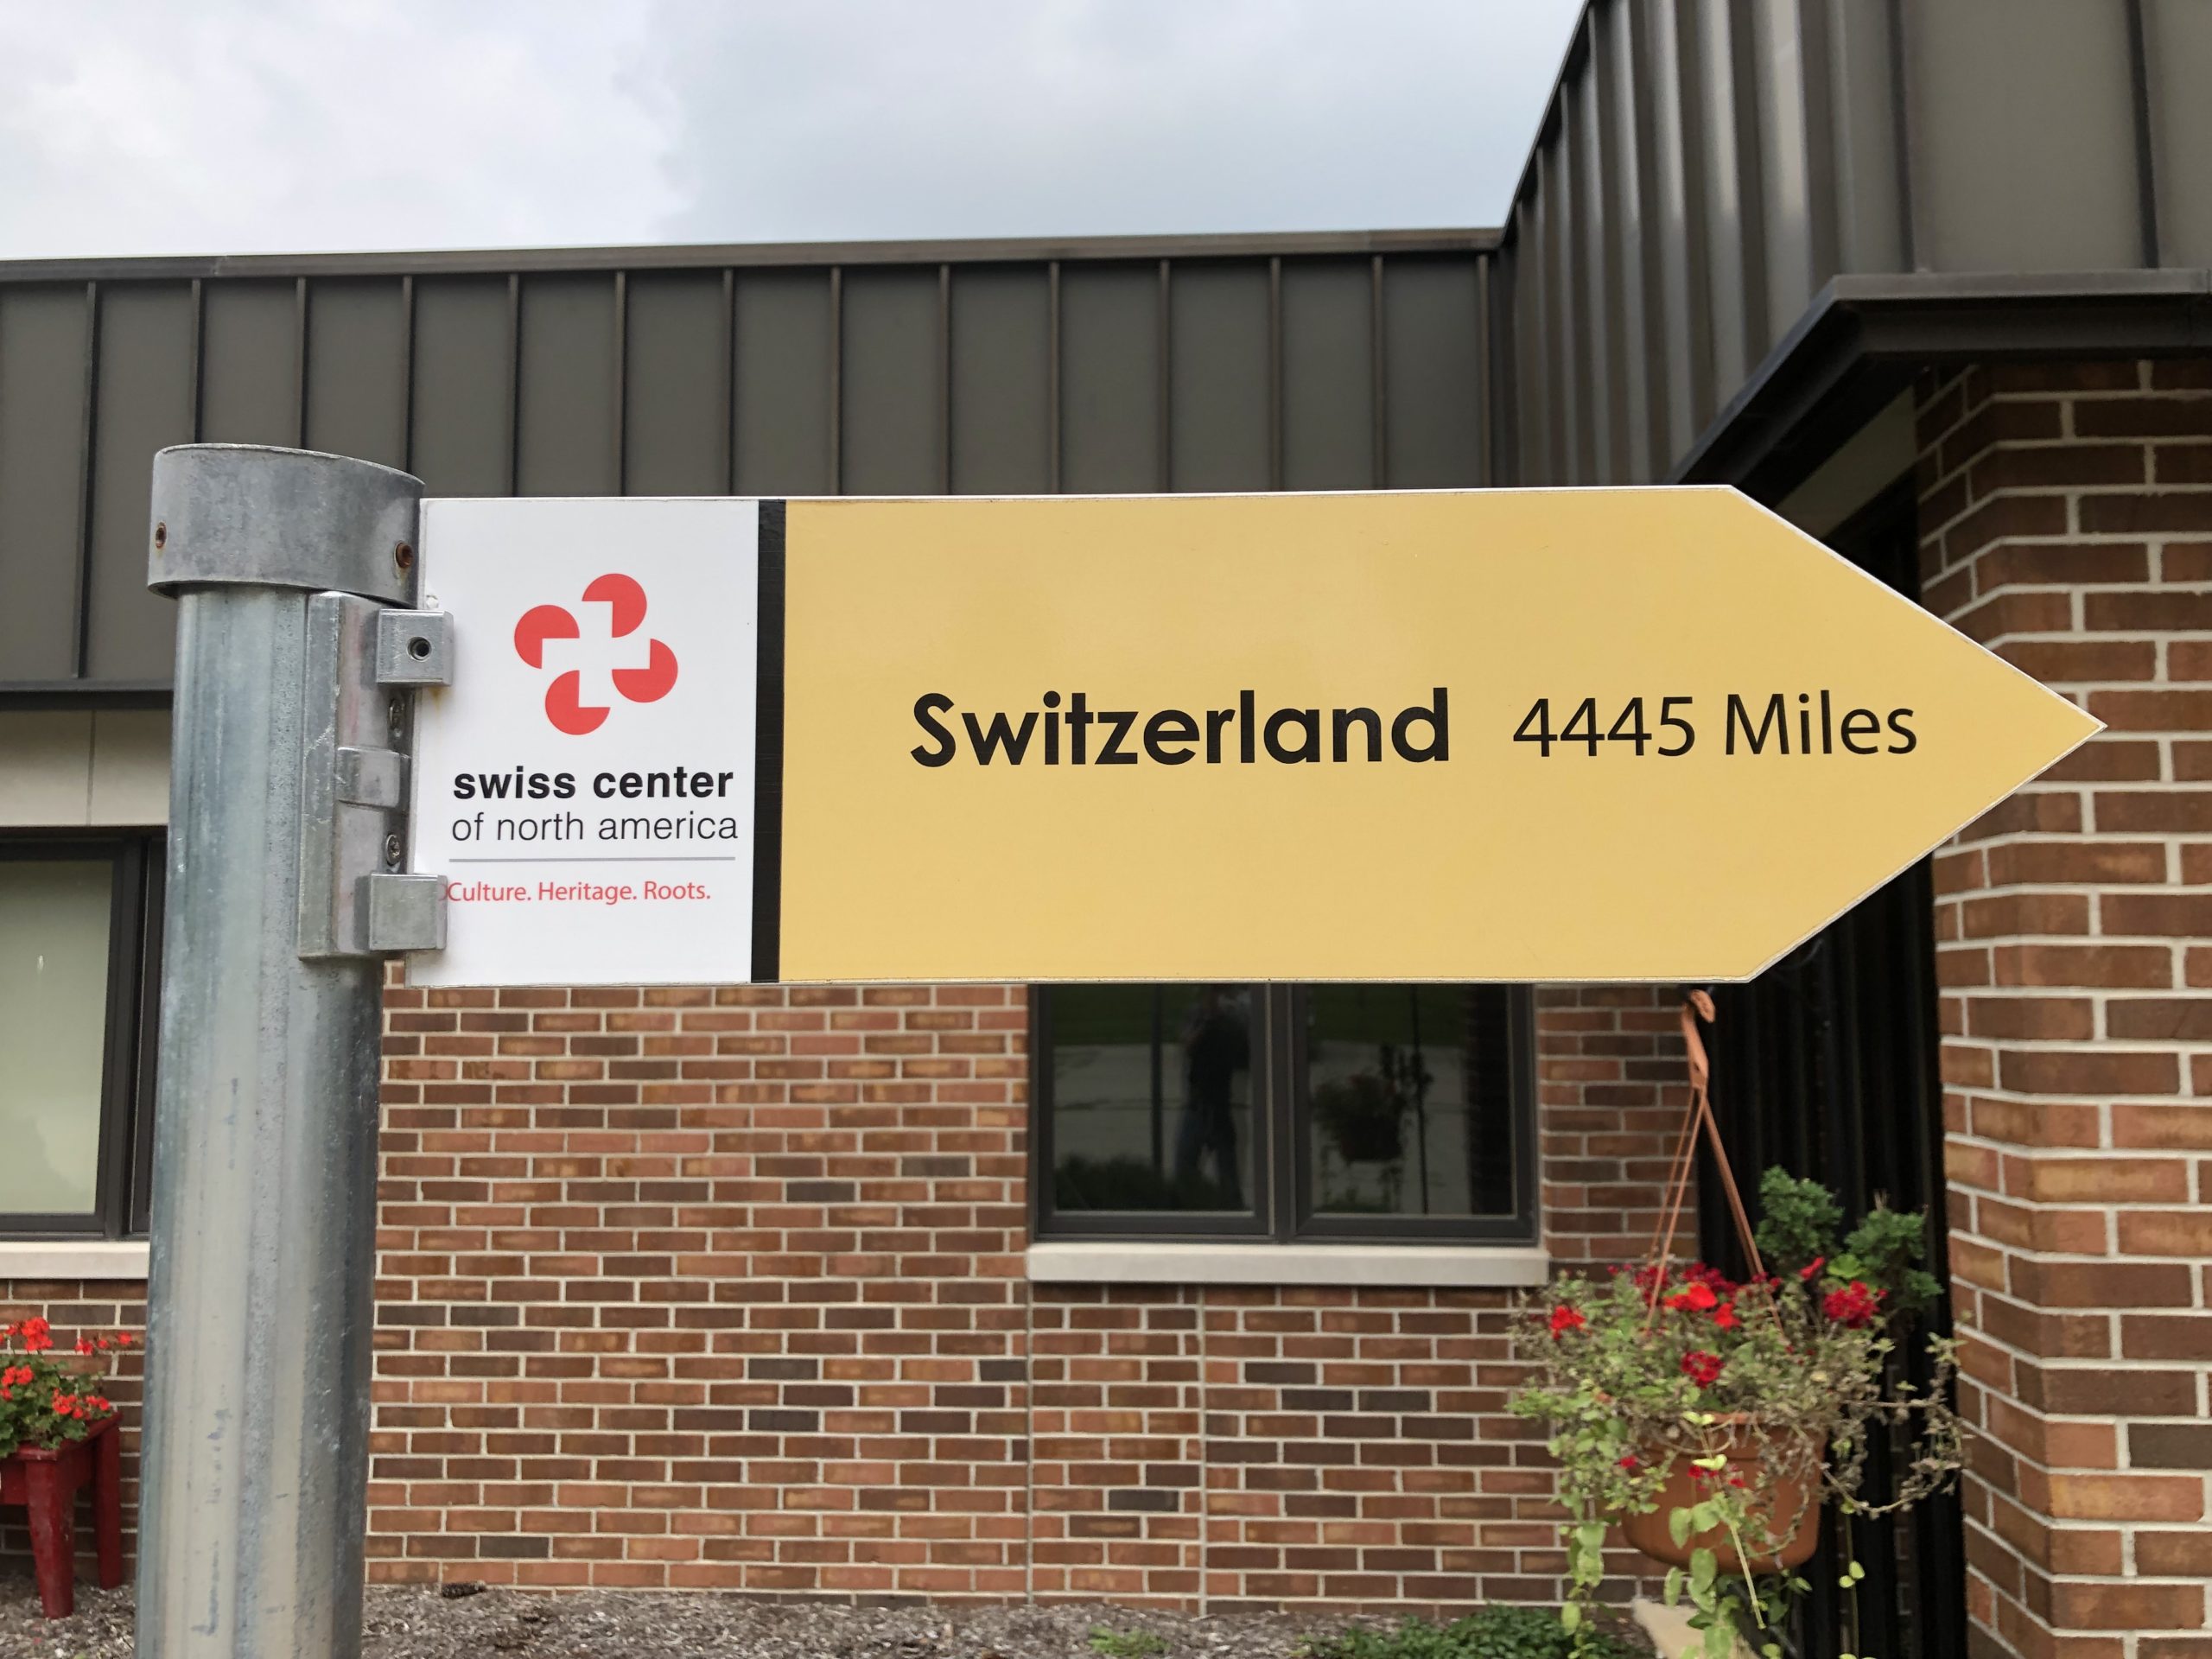 swiss center
of north america
Culture. Heritage. Roots.
Switzerland 4445 Miles